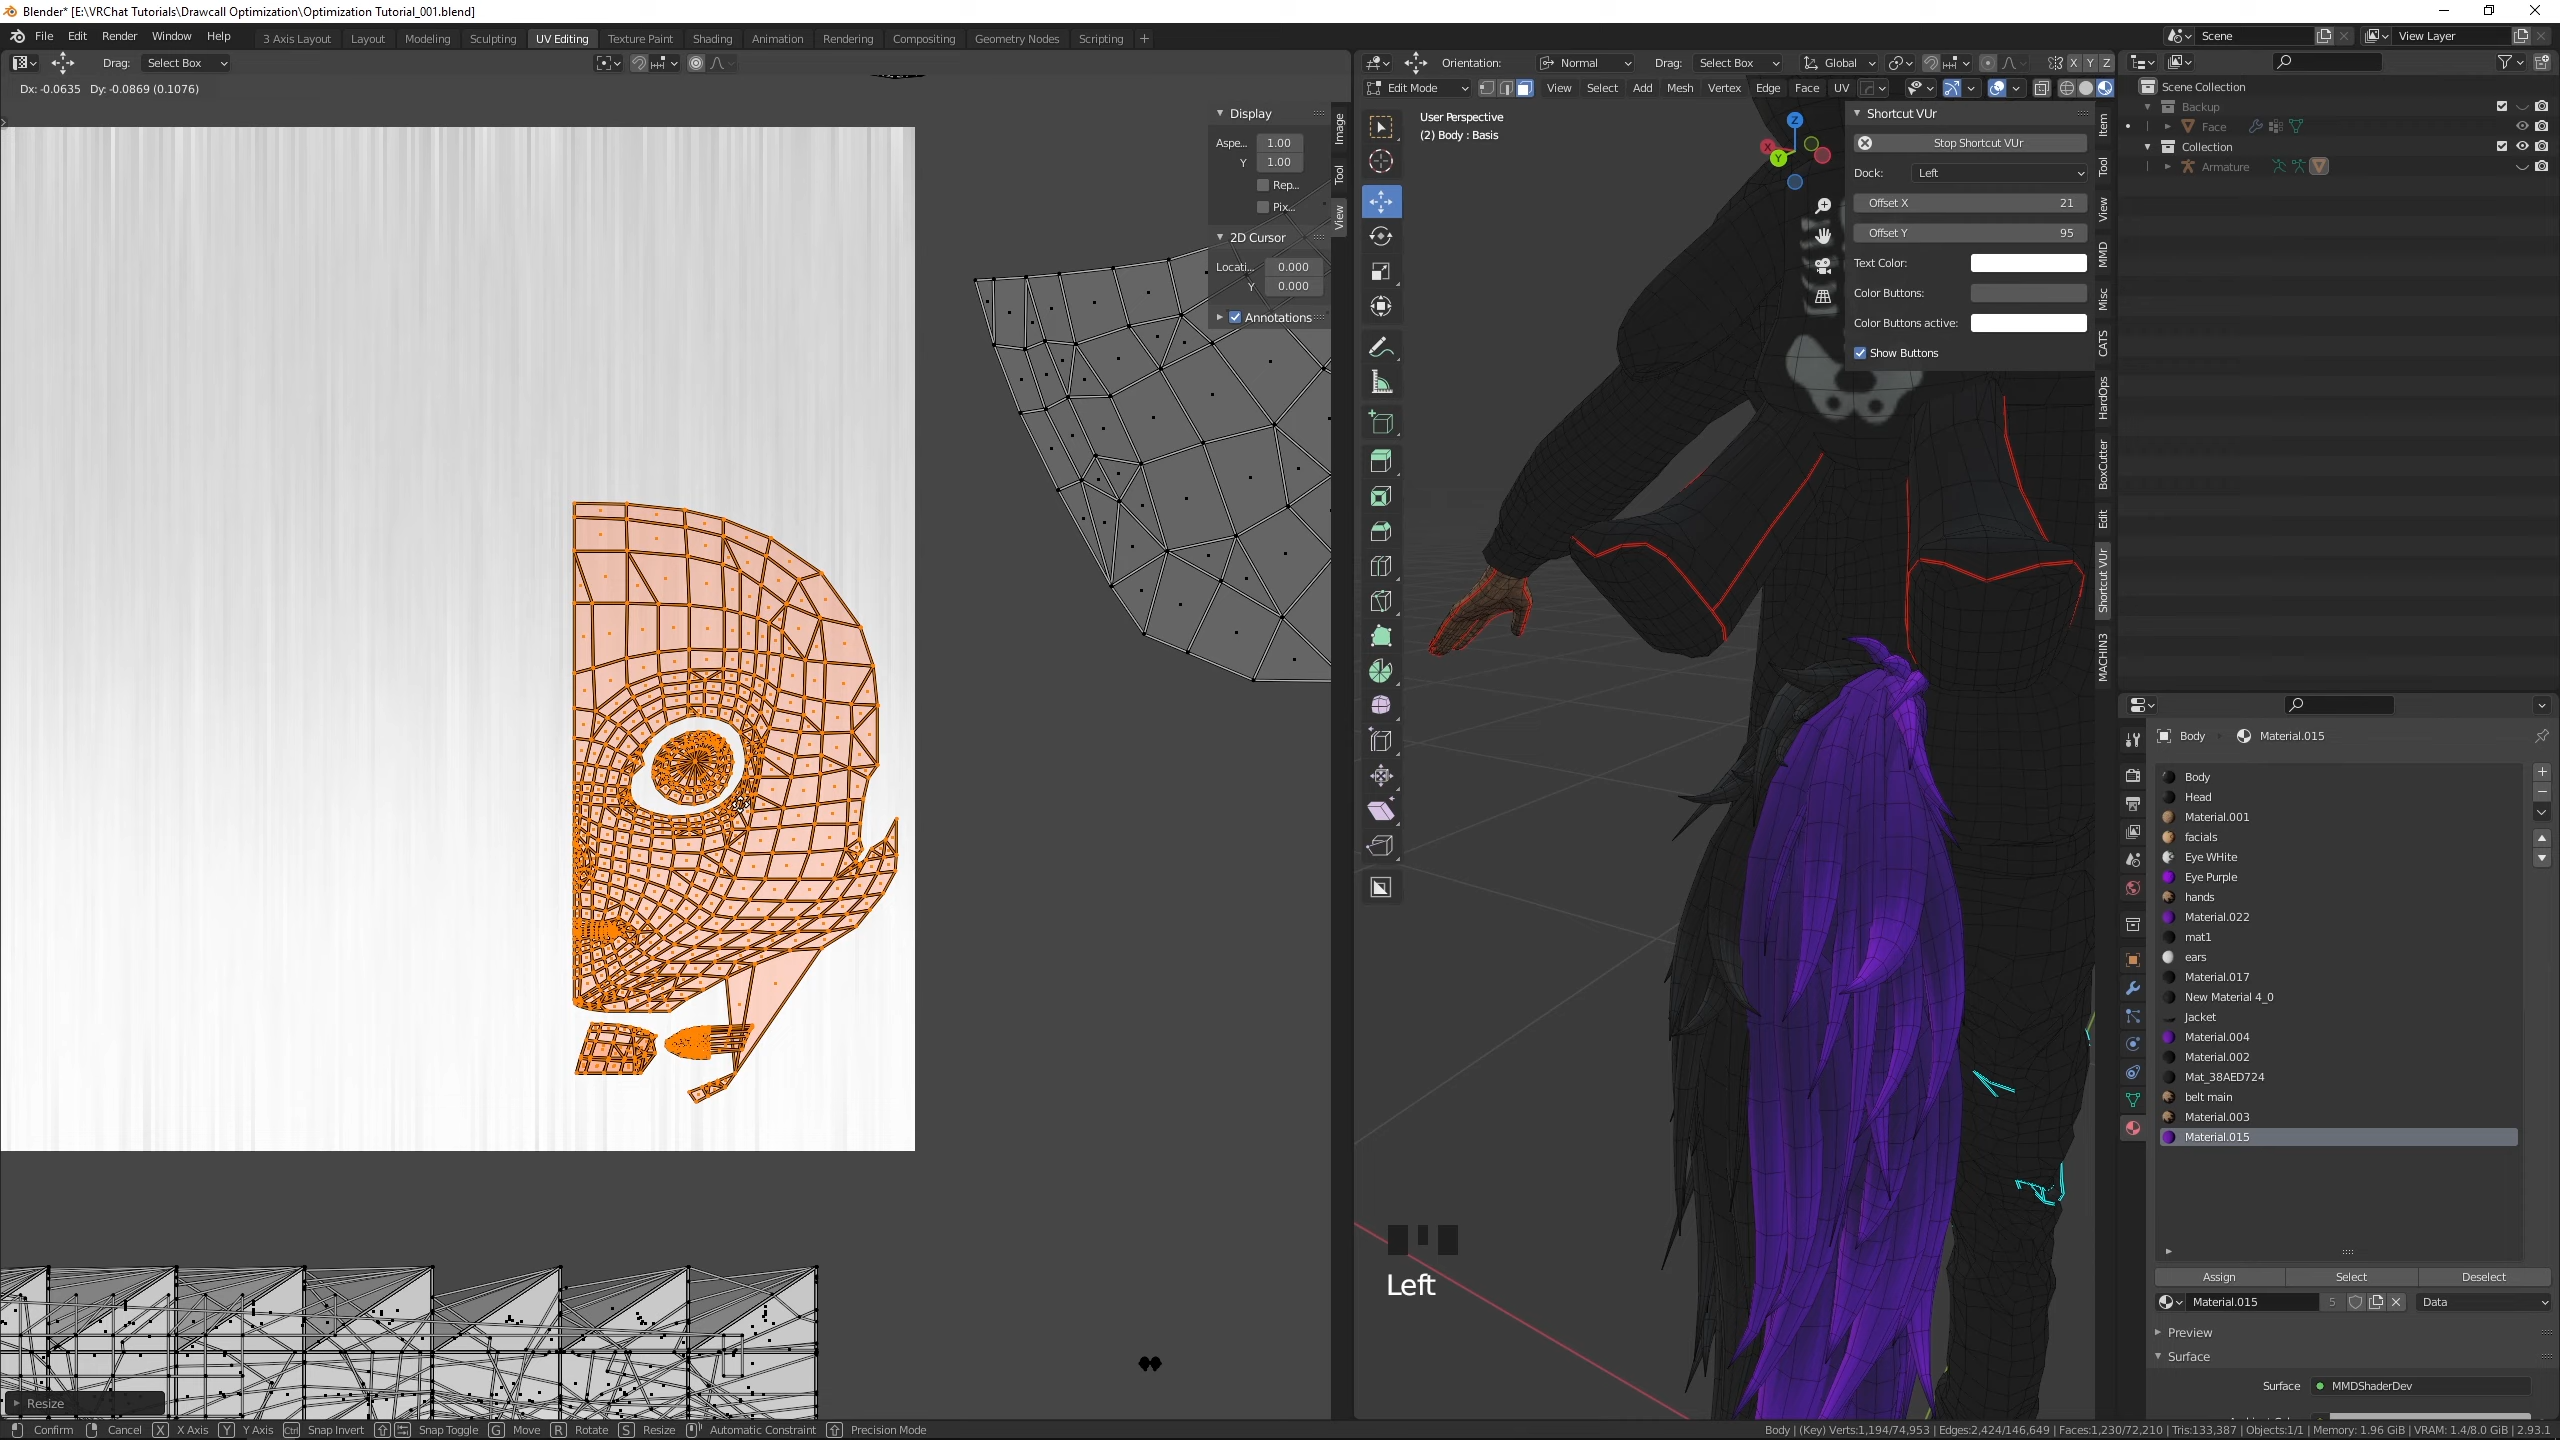 Blender* [E:\VRChat Tutorials\Drawcall Optimization\Optimization Tutorial_001.blend]
File Edit Render Window Help 3 Axis Layout Layout Modeling Sculpting UV Editing Texture Paint Shading Animation Rendering Compositing Geometry Nodes Scripting + Scene View Layer
Drag: Select Box Orientation: Normal Drag: Select Box Global X Y Z
Dx: -0.0635 Dy: -0.0869 (0.1076) Edit Mode View Select Add Mesh Vertex Edge Face UV
Display
Aspe... 1.00
Y 1.00
Rep...
Pix...
2D Cursor
Locati... 0.000
Y 0.000
Annotations
Image
Tool
View
User Perspective
(2) Body : Basis
Z
X
Y
Shortcut VUr
Stop Shortcut VUr
Dock: Left
Offset X 21
Offset Y 95
Text Color:
Color Buttons:
Color Buttons active:
Show Buttons
Item
Tool
View
MMD
Misc
CATS
HardOps
BoxCutter
Edit
Shortcut VUr
MACHIN3
Scene Collection
Backup
Face
Collection
Armature
Body Material.015
Body
Head
Material.001
facials
Eye WHite
Eye Purple
hands
Material.022
mat1
ears
Material.017
New Material 4_0
Jacket
Material.004
Material.002
Mat_38AED724
belt main
Material.003
Material.015
Assign Select Deselect
Material.015 5 Data
Preview
Surface
Surface MMDShaderDev
Left
Resize
Confirm Cancel X X Axis Y Y Axis Ctrl Snap Invert Snap Toggle G Move R Rotate S Resize Automatic Constraint Precision Mode Body | (Key) Verts:1,194/74,953 | Edges:2,424/146,649 | Faces:1,230/72,210 | Tris:133,387 | Objects:1/1 | Memory: 1.96 GiB | VRAM: 1.4/8.0 GiB | 2.93.1